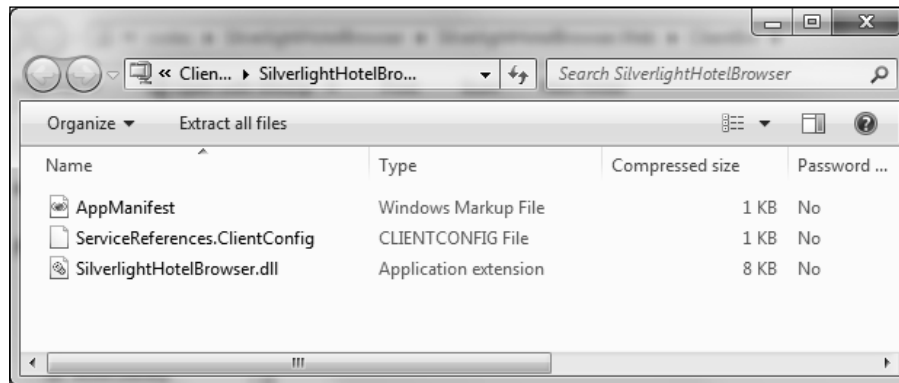 « Clien... ▸ SilverlightHotelBro... Search SilverlightHotelBrowser
Organize Extract all files
Name Type Compressed size Password ...
AppManifest Windows Markup File 1 KB No
ServiceReferences.ClientConfig CLIENTCONFIG File 1 KB No
SilverlightHotelBrowser.dll Application extension 8 KB No